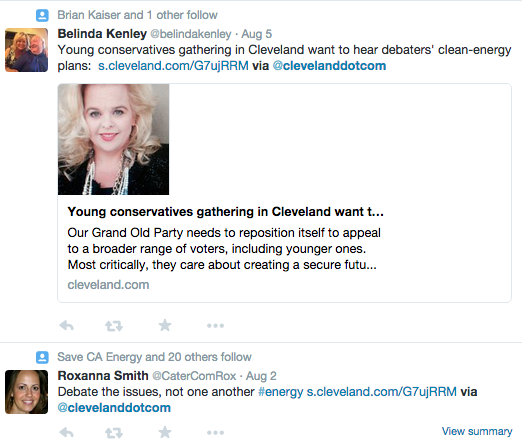 Brian Kaiser and 1 other follow
Belinda Kenley @belindakenley · Aug 5
Young conservatives gathering in Cleveland want to hear debaters' clean-energy
plans: s.cleveland.com/G7ujRRM via @clevelanddotcom
Young conservatives gathering in Cleveland want t...
Our Grand Old Party needs to reposition itself to appeal
to a broader range of voters, including younger ones.
Most critically, they care about creating a secure futu...
cleveland.com
Save CA Energy and 20 others follow
Roxanna Smith @CaterComRox · Aug 2
Debate the issues, not one another #energy s.cleveland.com/G7ujRRM via
@clevelanddotcom
View summary